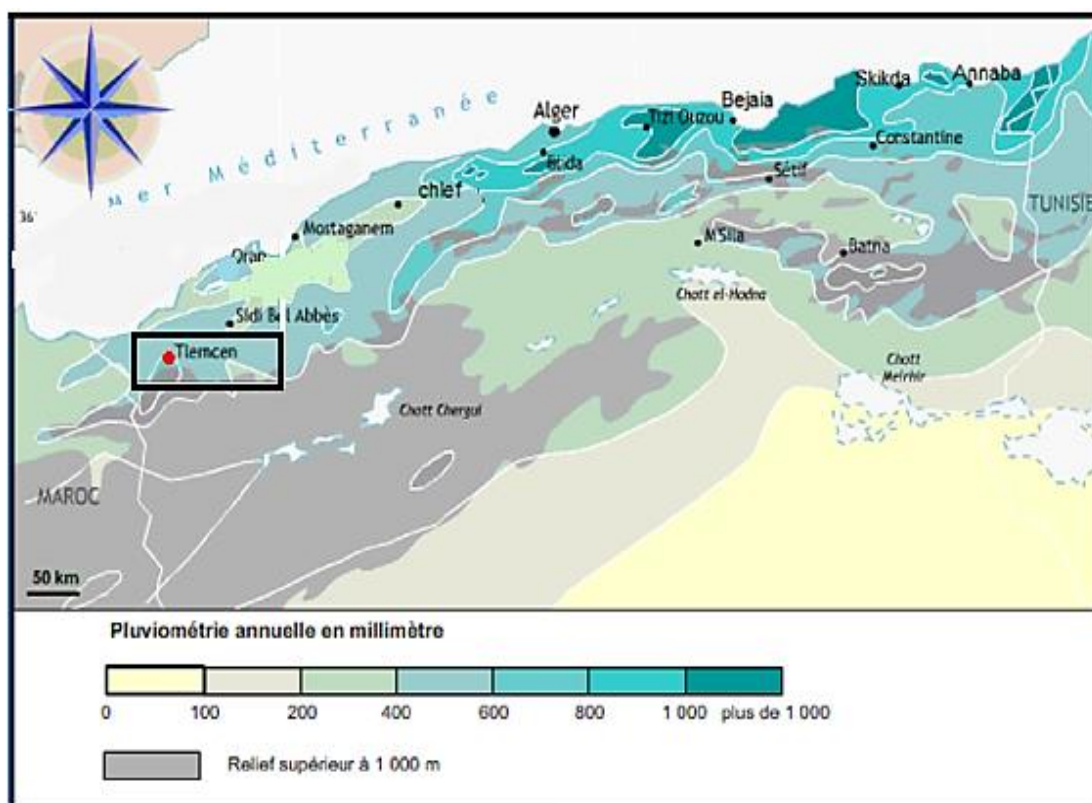 Mer Méditerranée
36°
Alger
Tizi Ouzou
Bejaia
Skikda
Annaba
Blida
Constantine
chlef
Sétif
TUNISIE
Mostaganem
Oran
M'Sila
Batna
Chott el-Hodna
Sidi Bel Abbès
Tlemcen
Chott
Melrhir
Chott Chergui
MAROC
50 km
Pluviométrie annuelle en millimètre
0 100 200 400 600 800 1 000 plus de 1 000
Relief supérieur à 1 000 m